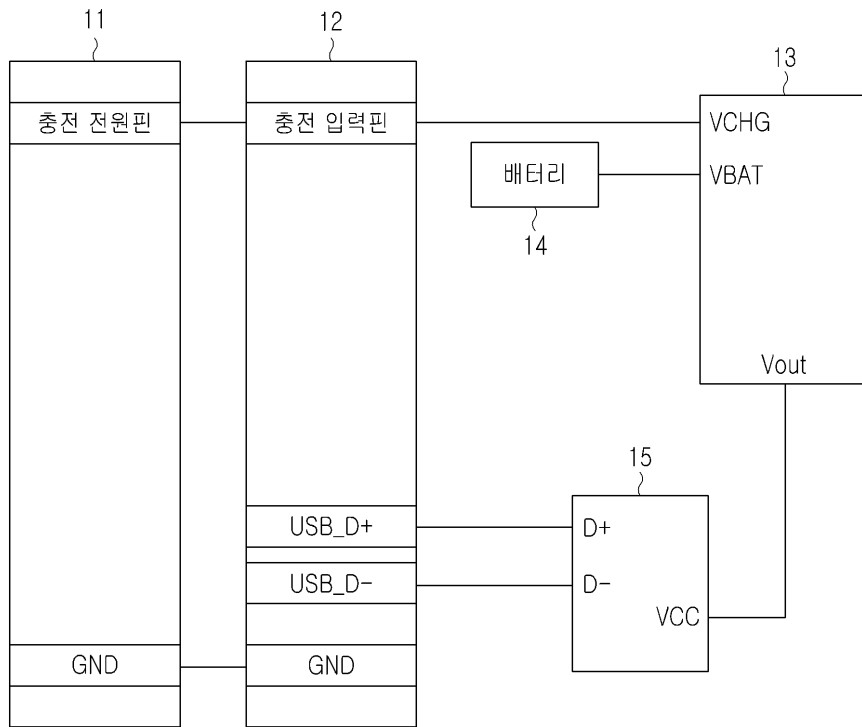 11
12
13
충전 전원핀
충전 입력핀
VCHG
배터리
VBAT
14
Vout
15
USB_D+
D+
USB_D-
D-
VCC
GND
GND